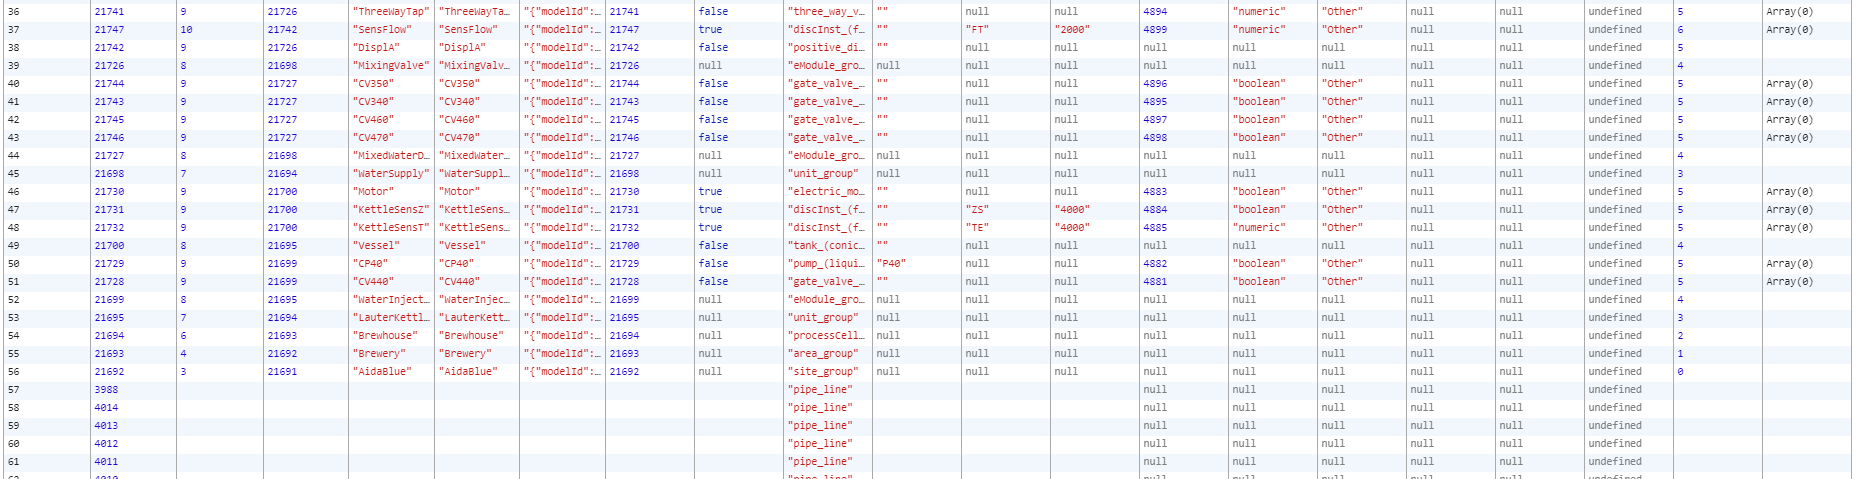 36 21741 9 21726 "ThreeWayTap" "ThreeWayTa… "{"modelId":… 21741 false "three_way_v… "" null null 4894 "numeric" "Other" null null undefined 5 Array(0)
37 21747 10 21742 "SensFlow" "SensFlow" "{"modelId":… 21747 true "discInst_(f… "" "FT" "2000" 4899 "numeric" "Other" null null undefined 6 Array(0)
38 21742 9 21726 "DisplA" "DisplA" "{"modelId":… 21742 false "positive_di… "" null null null null null null null undefined 5
39 21726 8 21698 "MixingValve" "MixingValv… "{"modelId":… 21726 null "eModule_gro… null null null null null null null null undefined 4
40 21744 9 21727 "CV350" "CV350" "{"modelId":… 21744 false "gate_valve_… "" null null 4896 "boolean" "Other" null null undefined 5 Array(0)
41 21743 9 21727 "CV340" "CV340" "{"modelId":… 21743 false "gate_valve_… "" null null 4895 "boolean" "Other" null null undefined 5 Array(0)
42 21745 9 21727 "CV460" "CV460" "{"modelId":… 21745 false "gate_valve_… "" null null 4897 "boolean" "Other" null null undefined 5 Array(0)
43 21746 9 21727 "CV470" "CV470" "{"modelId":… 21746 false "gate_valve_… "" null null 4898 "boolean" "Other" null null undefined 5 Array(0)
44 21727 8 21698 "MixedWaterD… "MixedWater… "{"modelId":… 21727 null "eModule_gro… null null null null null null null null undefined 4
45 21698 7 21694 "WaterSupply" "WaterSuppl… "{"modelId":… 21698 null "unit_group" null null null null null null null null undefined 3
46 21730 9 21700 "Motor" "Motor" "{"modelId":… 21730 true "electric_mo… "" null null 4883 "boolean" "Other" null null undefined 5 Array(0)
47 21731 9 21700 "KettleSensZ" "KettleSens… "{"modelId":… 21731 true "discInst_(f… "" "ZS" "4000" 4884 "boolean" "Other" null null undefined 5 Array(0)
48 21732 9 21700 "KettleSensT" "KettleSens… "{"modelId":… 21732 true "discInst_(f… "" "TE" "4000" 4885 "numeric" "Other" null null undefined 5 Array(0)
49 21700 8 21695 "Vessel" "Vessel" "{"modelId":… 21700 false "tank_(conic… "" null null null null null null null undefined 4
50 21729 9 21699 "CP40" "CP40" "{"modelId":… 21729 false "pump_(liqui… "P40" null null 4882 "boolean" "Other" null null undefined 5 Array(0)
51 21728 9 21699 "CV440" "CV440" "{"modelId":… 21728 false "gate_valve_… "" null null 4881 "boolean" "Other" null null undefined 5 Array(0)
52 21699 8 21695 "WaterInject… "WaterInjec… "{"modelId":… 21699 null "eModule_gro… null null null null null null null null undefined 4
53 21695 7 21694 "LauterKettl… "LauterKett… "{"modelId":… 21695 null "unit_group" null null null null null null null null undefined 3
54 21694 6 21693 "Brewhouse" "Brewhouse" "{"modelId":… 21694 null "processCell… null null null null null null null null undefined 2
55 21693 4 21692 "Brewery" "Brewery" "{"modelId":… 21693 null "area_group" null null null null null null null null undefined 1
56 21692 3 21691 "AidaBlue" "AidaBlue" "{"modelId":… 21692 null "site_group" null null null null null null null null undefined 0
57 3988 "pipe_line" null null null null null undefined
58 4014 "pipe_line" null null null null null undefined
59 4013 "pipe_line" null null null null null undefined
60 4012 "pipe_line" null null null null null undefined
61 4011 "pipe_line" null null null null null undefined